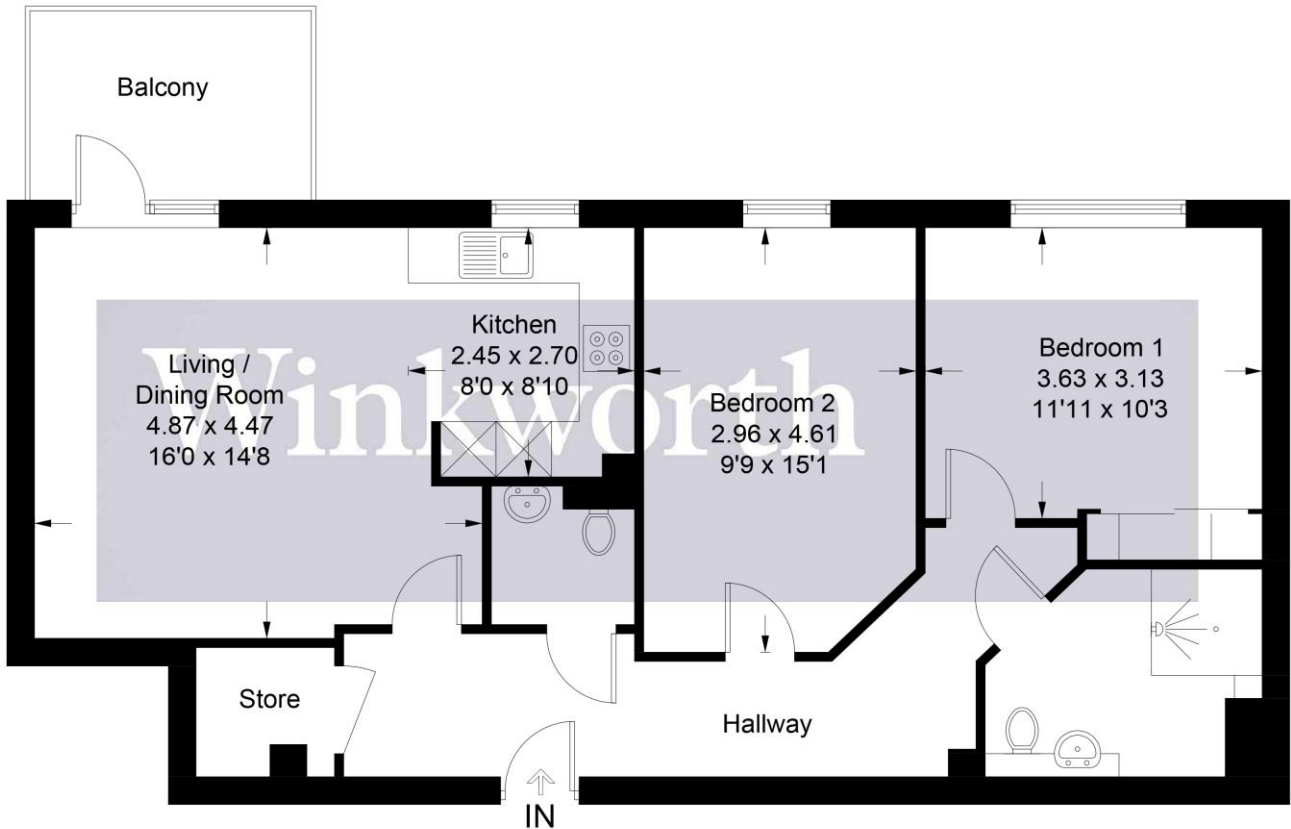 Balcony
Living /
Dining Room
4.87 x 4.47
16'0 x 14'8
Kitchen
2.45 x 2.70
8'0 x 8'10
Bedroom 2
2.96 x 4.61
9'9 x 15'1
Bedroom 1
3.63 x 3.13
11'11 x 10'3
Winkworth
Store
Hallway
IN